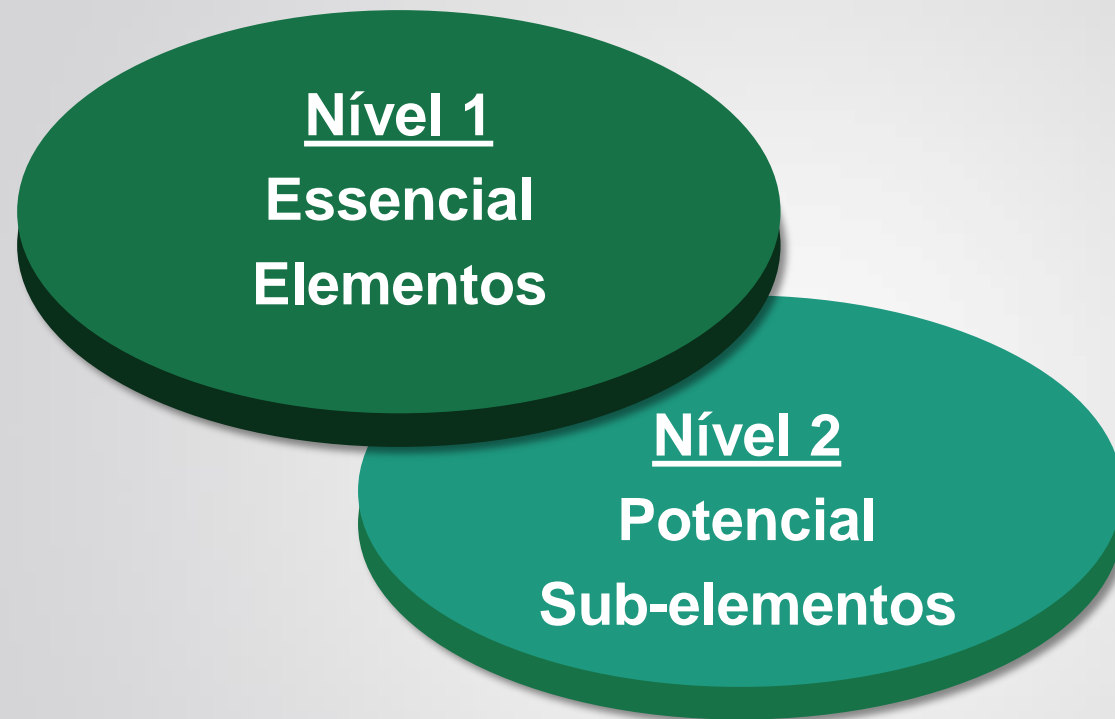 Nível 1
Essencial
Elementos
Nível 2
Potencial
Sub-elementos